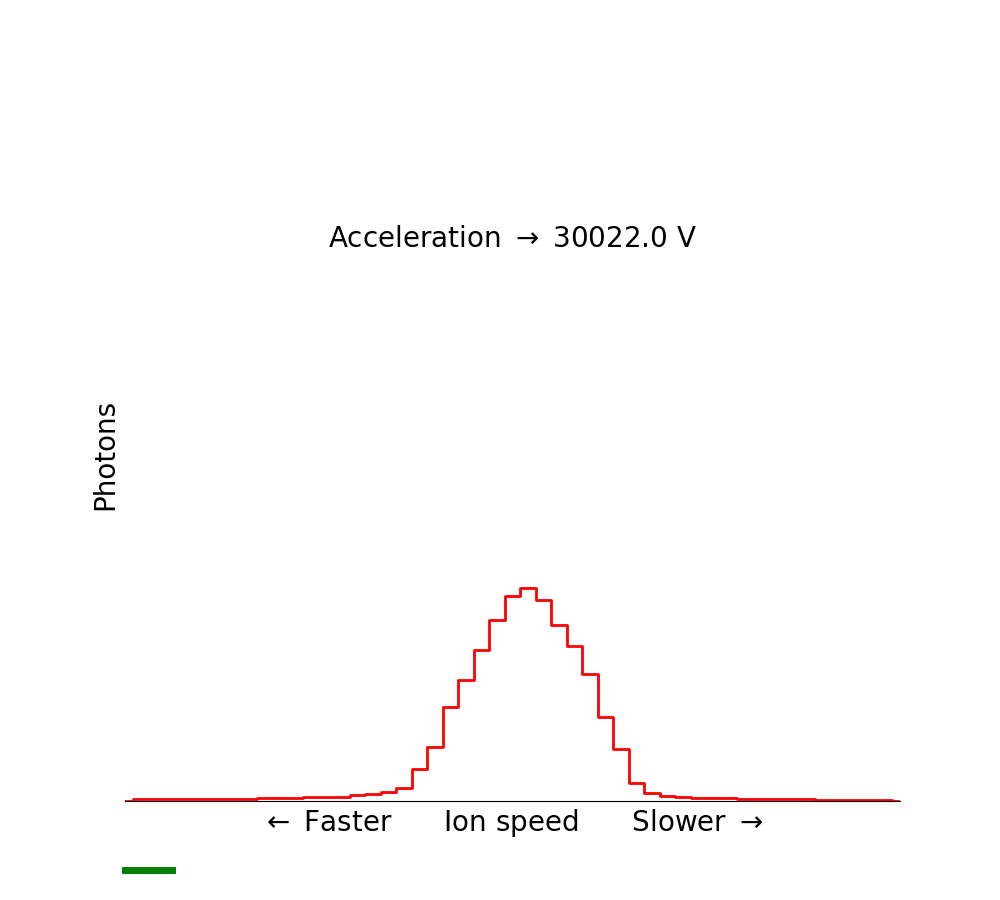 Acceleration → 30022.0 V
Photons
← Faster Ion speed Slower →